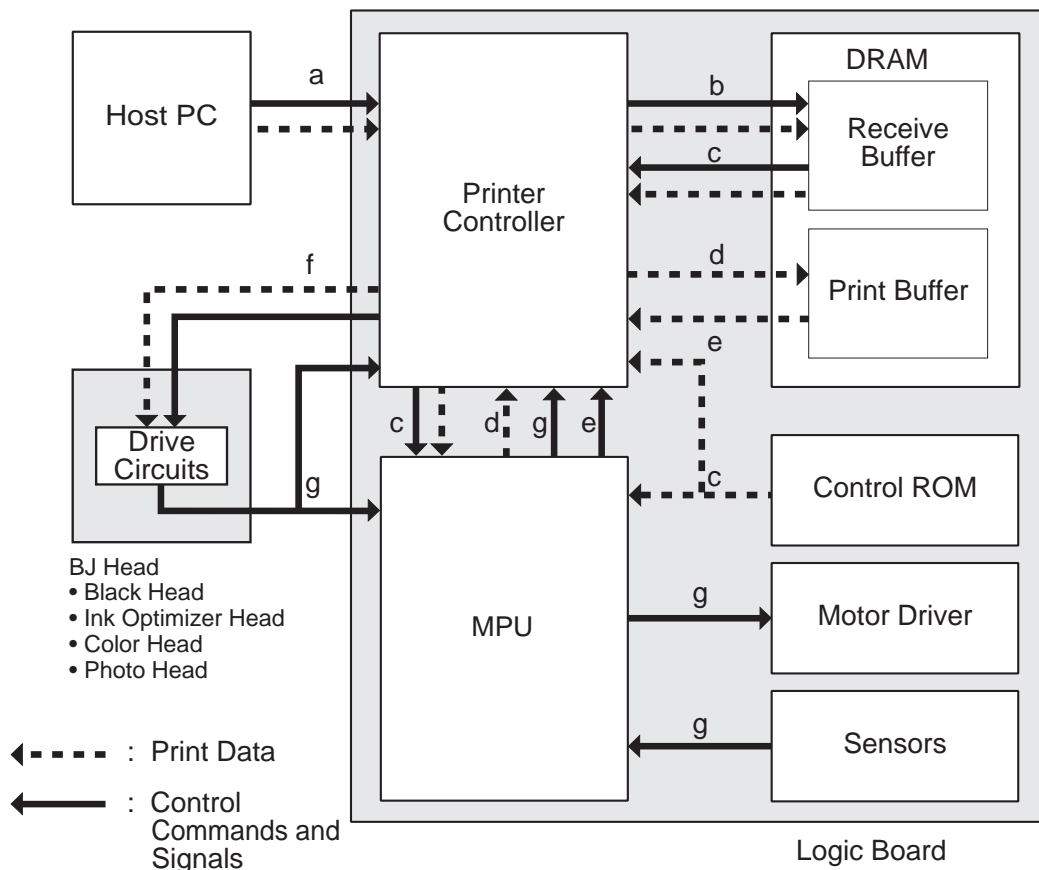 a
Host PC
Printer
Controller
b
c
DRAM
Receive
Buffer
d
Print Buffer
e
f
Drive
Circuits
g
c
d
g
e
c
Control ROM
BJ Head
• Black Head
• Ink Optimizer Head
• Color Head
• Photo Head
MPU
g
Motor Driver
g
Sensors
: Print Data
: Control
Commands and
Signals
Logic Board